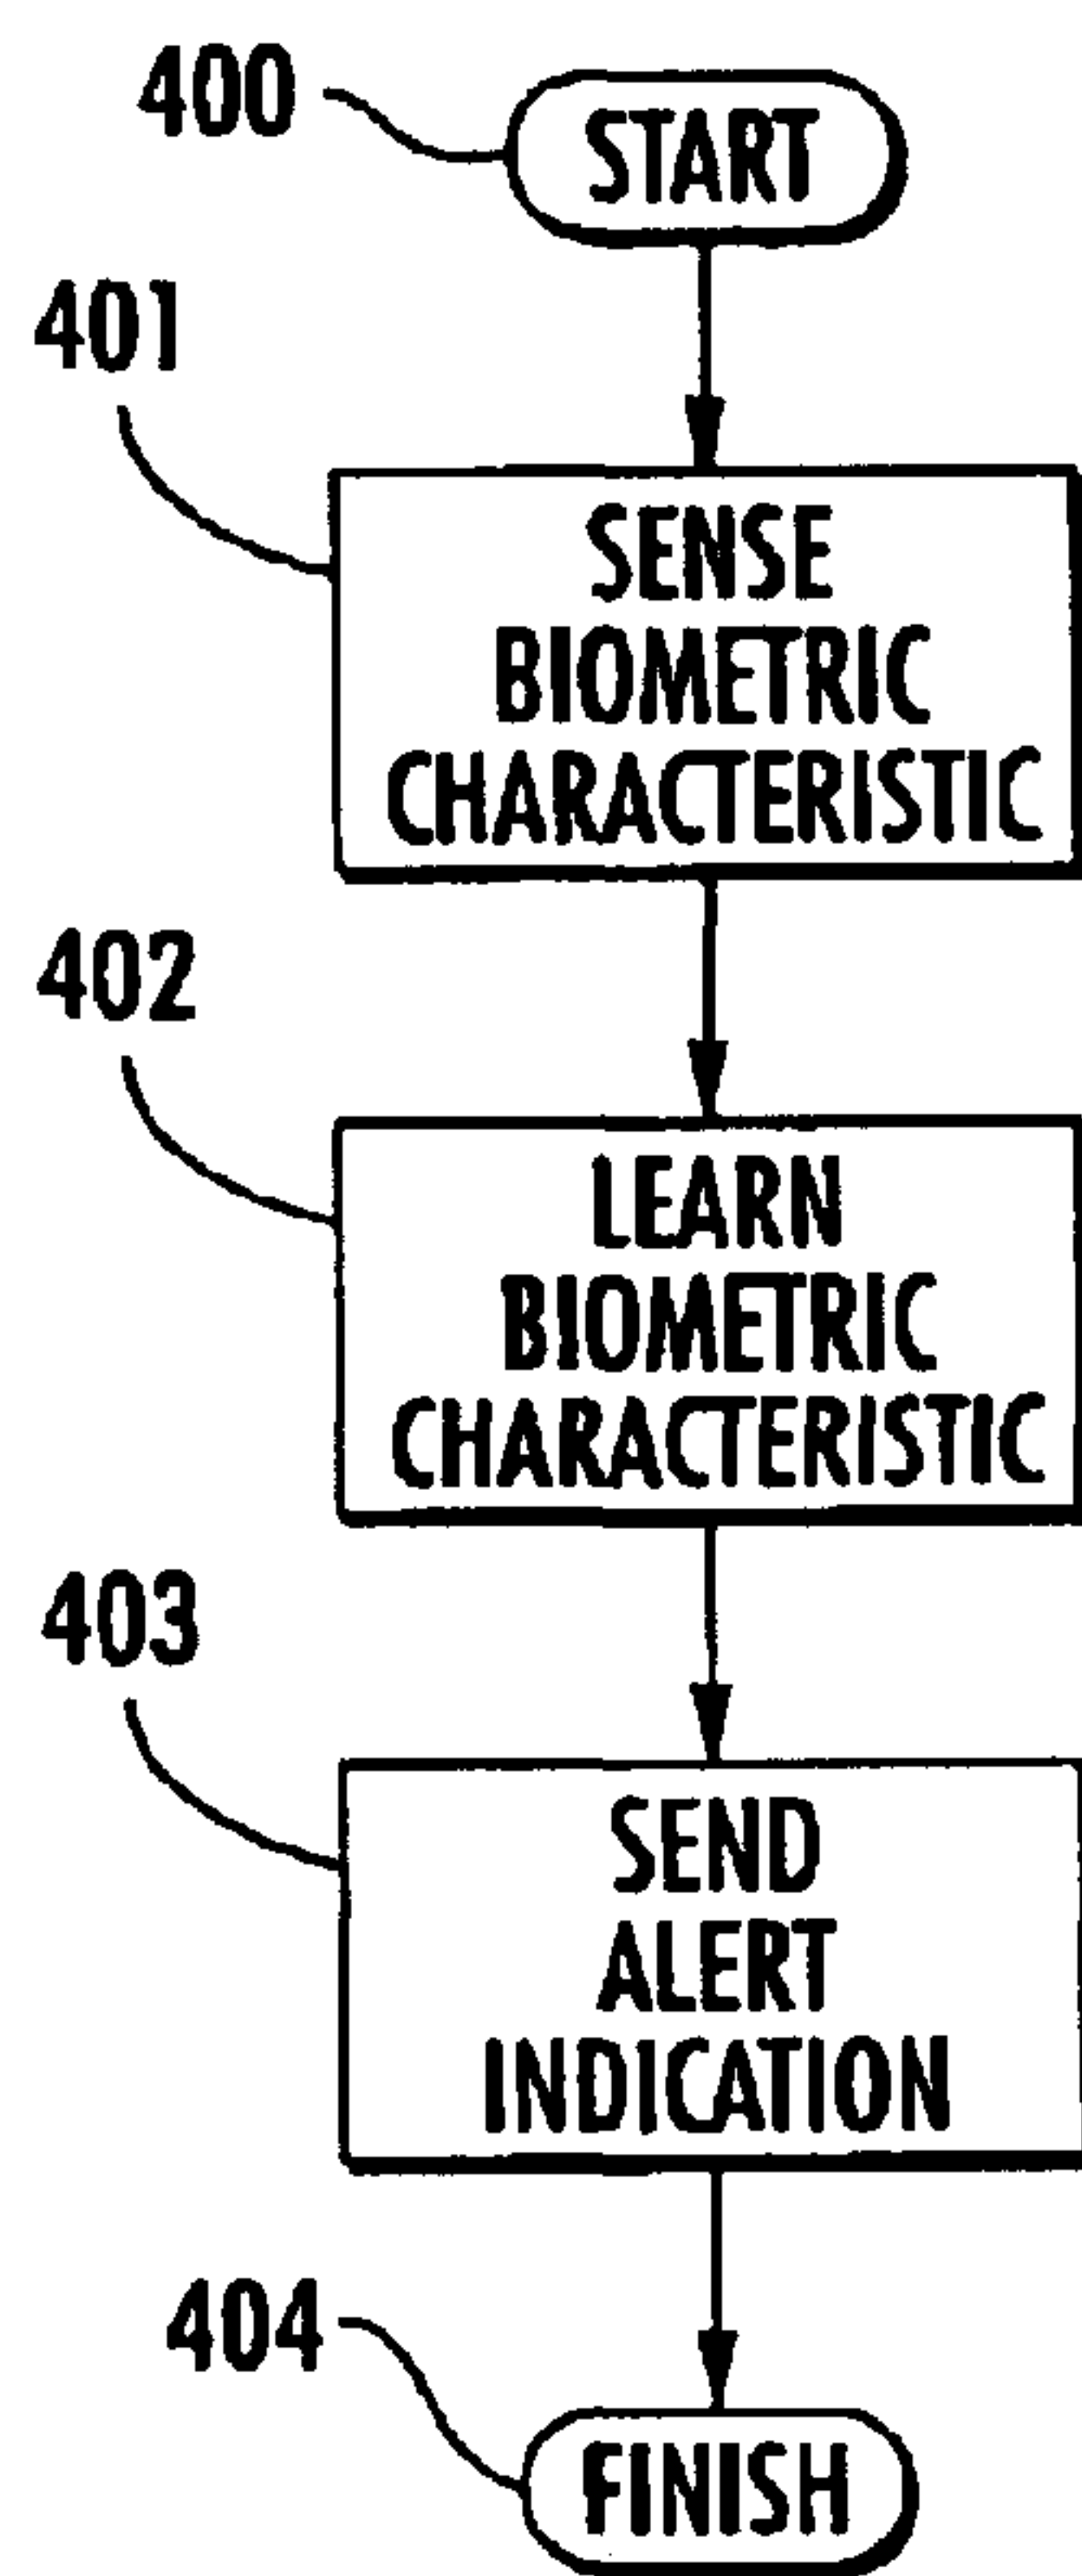 400
START
401
SENSE
BIOMETRIC
CHARACTERISTIC
402
LEARN
BIOMETRIC
CHARACTERISTIC
403
SEND
ALERT
INDICATION
404
FINISH